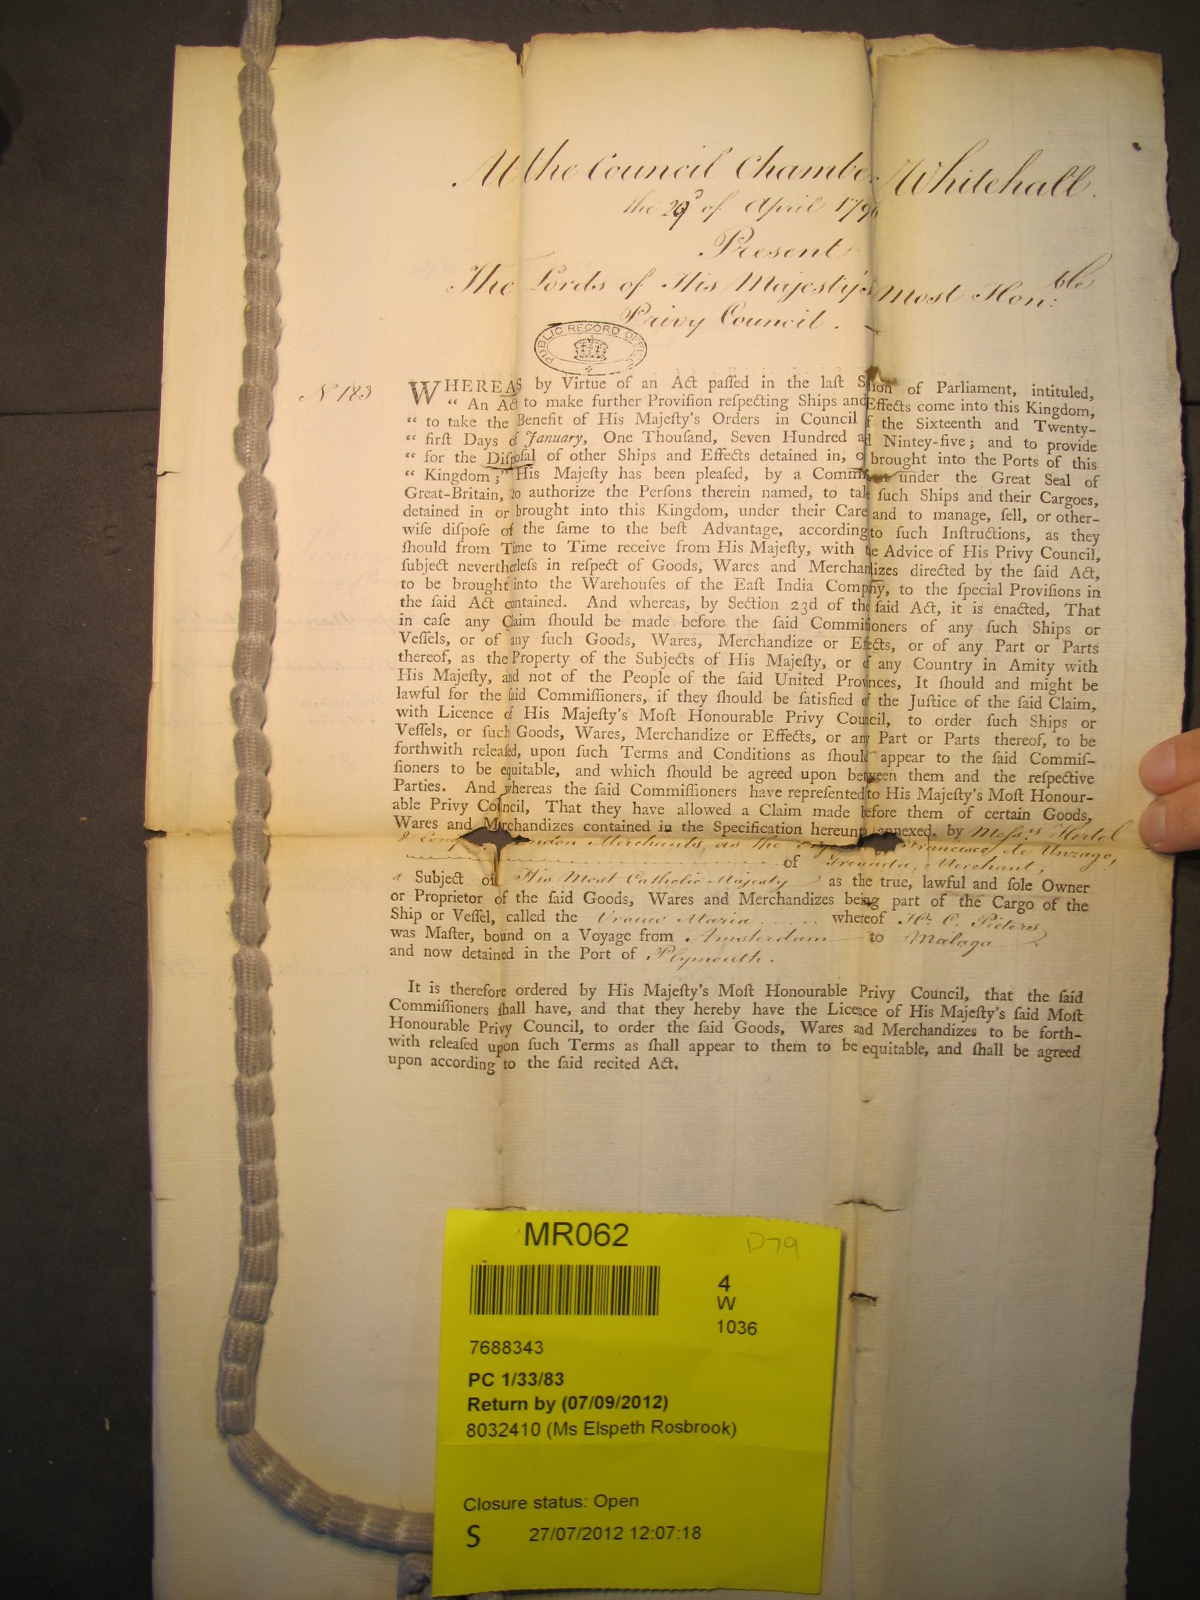 At the Council Chamber Whitehall.
the 29d of April 1796
Present
The Lords of His Majesty's Most Hon:ble
Privy Council.
PUBLIC RECORD OFFICE
No 183
WHEREAS by Virtue of an Act paſſed in the laſt Seſſion of Parliament, intituled,
“ An Act to make further Proviſion reſpecting Ships and Effects come into this Kingdom,
“ to take the Benefit of His Majeſty's Orders in Council of the Sixteenth and Twenty-
“ firſt Days of January, One Thouſand, Seven Hundred and Nintey-five; and to provide
“ for the Diſpoſal of other Ships and Effects detained in, or brought into the Ports of this
“ Kingdom;" His Majeſty has been pleaſed, by a Commiſſion under the Great Seal of
Great-Britain, to authorize the Perſons therein named, to take ſuch Ships and their Cargoes,
detained in or brought into this Kingdom, under their Care and to manage, ſell, or other-
wiſe diſpoſe of the ſame to the beſt Advantage, according to ſuch Inſtructions, as they
ſhould from Time to Time receive from His Majeſty, with the Advice of His Privy Council,
ſubject nevertheleſs in reſpect of Goods, Wares and Merchandizes directed by the ſaid Act,
to be brought into the Warehouſes of the Eaſt India Company, to the ſpecial Proviſions in
the ſaid Act contained. And whereas, by Section 23d of the ſaid Act, it is enacted, That
in caſe any Claim ſhould be made before the ſaid Commiſſioners of any ſuch Ships or
Veſſels, or of any ſuch Goods, Wares, Merchandize or Effects, or of any Part or Parts
thereof, as the Property of the Subjects of His Majeſty, or of any Country in Amity with
His Majeſty, and not of the People of the ſaid United Provinces, It ſhould and might be
lawful for the ſaid Commiſſioners, if they ſhould be ſatisfied of the Juſtice of the ſaid Claim,
with Licence of His Majeſty's Moſt Honourable Privy Council, to order ſuch Ships or
Veſſels, or ſuch Goods, Wares, Merchandize or Effects, or any Part or Parts thereof, to be
forthwith releaſed, upon ſuch Terms and Conditions as ſhould appear to the ſaid Commiſ-
ſioners to be equitable, and which ſhould be agreed upon between them and the reſpective
Parties. And whereas the ſaid Commiſſioners have repreſented to His Majeſty's Moſt Honour-
able Privy Council, That they have allowed a Claim made before them of certain Goods,
Wares and Merchandizes contained in the Specification hereunto annexed, by Messrs Hertel
& Comp London Merchants, as the of Francisco de Unzaga,
of Grenada, Merchant,
a Subject of His Most Catholic Majesty as the true, lawful and ſole Owner
or Proprietor of the ſaid Goods, Wares and Merchandizes being part of the Cargo of the
Ship or Veſſel, called the Vrouw Maria whereof Hk C. Pieters
was Maſter, bound on a Voyage from Amsterdam to Malaga
and now detained in the Port of Plymouth.
It is therefore ordered by His Majeſty's Moſt Honourable Privy Council, that the ſaid
Commiſſioners ſhall have, and that they hereby have the Licence of His Majeſty's ſaid Moſt
Honourable Privy Council, to order the ſaid Goods, Wares and Merchandizes to be forth-
with releaſed upon ſuch Terms as ſhall appear to them to be equitable, and ſhall be agreed
upon according to the ſaid recited Act.
MR062
D79
4
W
1036
7688343
PC 1/33/83
Return by (07/09/2012)
8032410 (Ms Elspeth Rosbrook)
Closure status: Open
S 27/07/2012 12:07:18